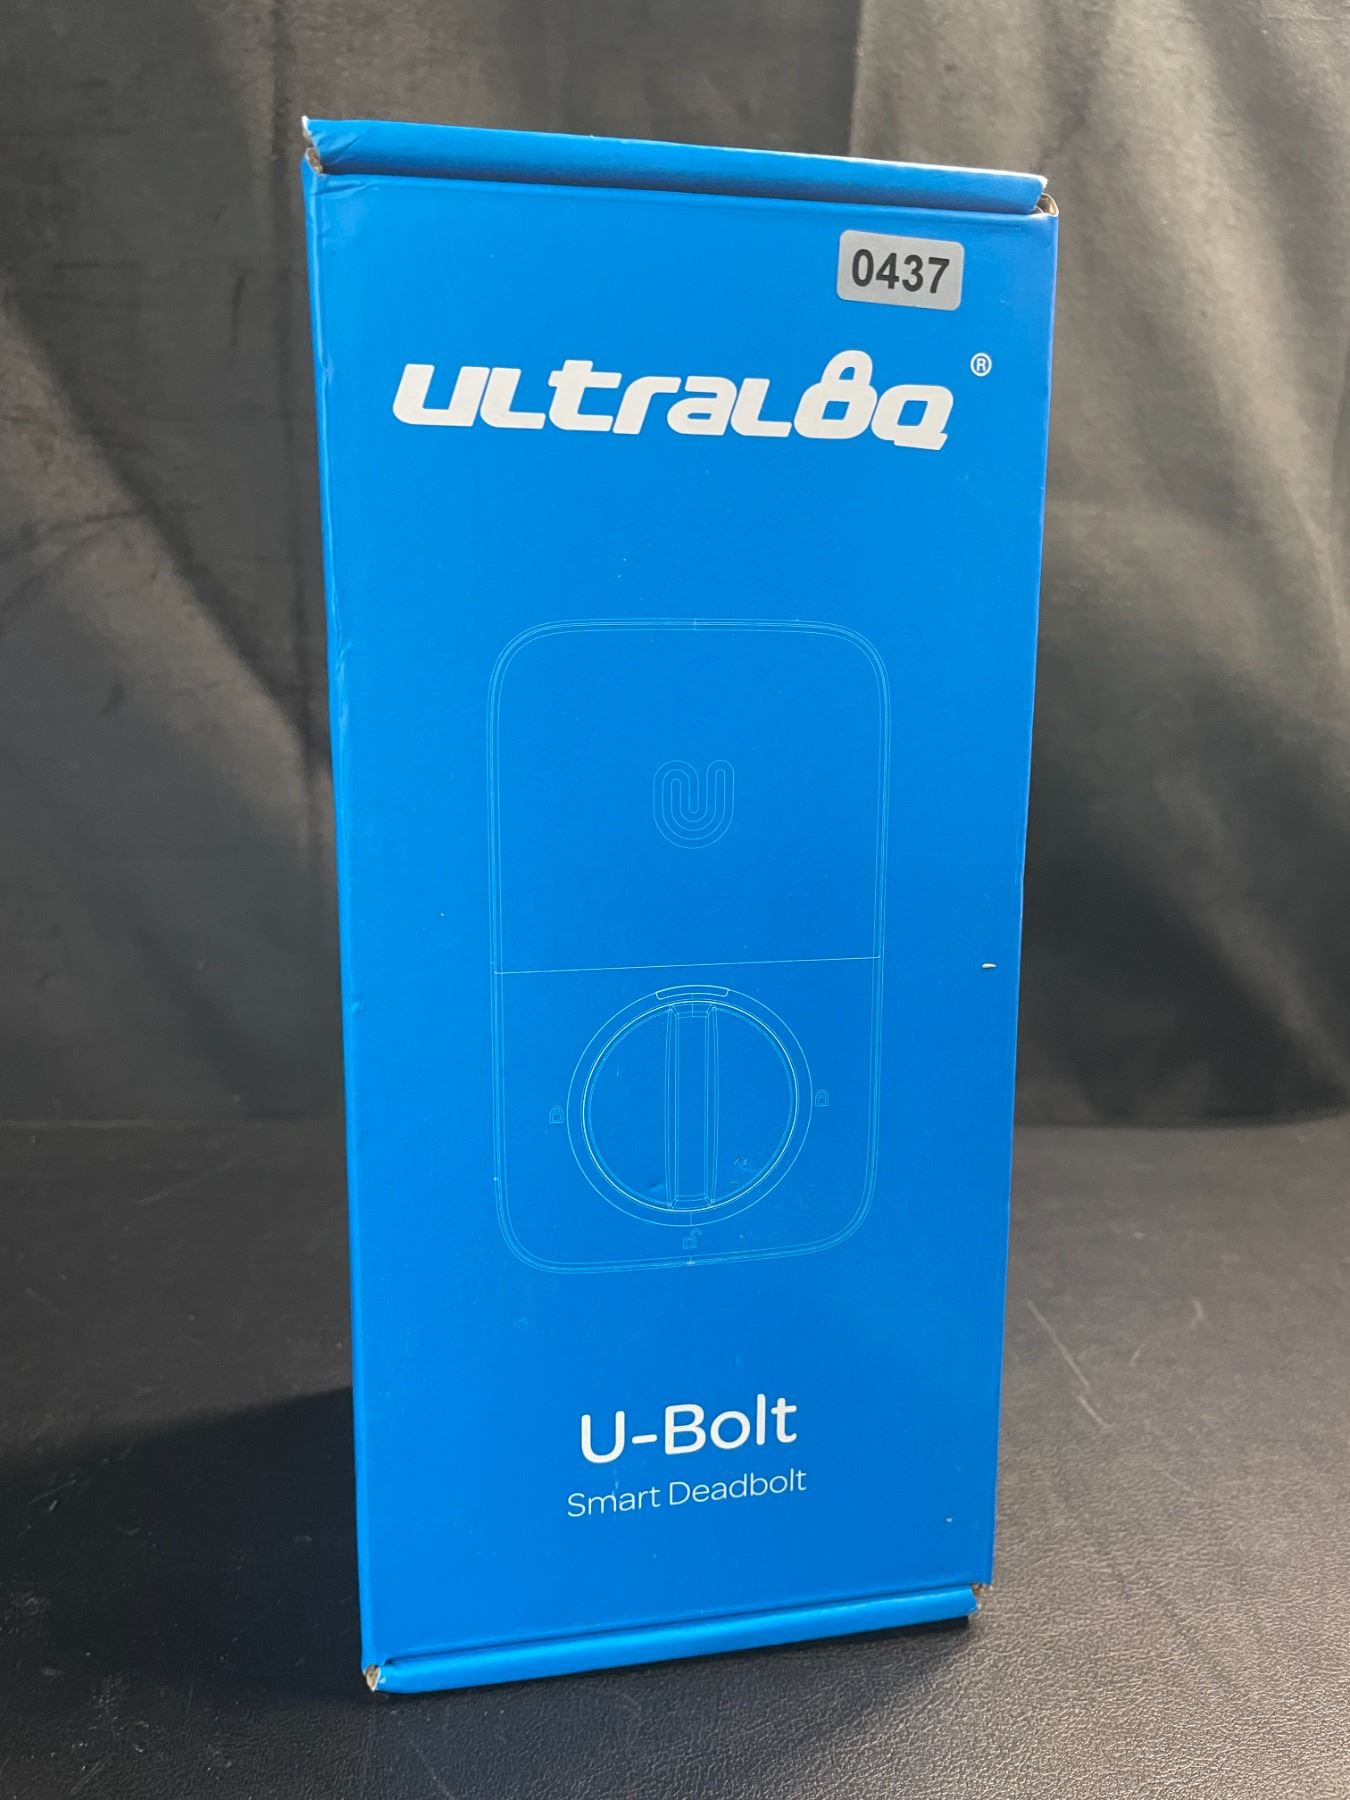 0437
ULtraLOQ ®
U-Bolt
Smart Deadbolt